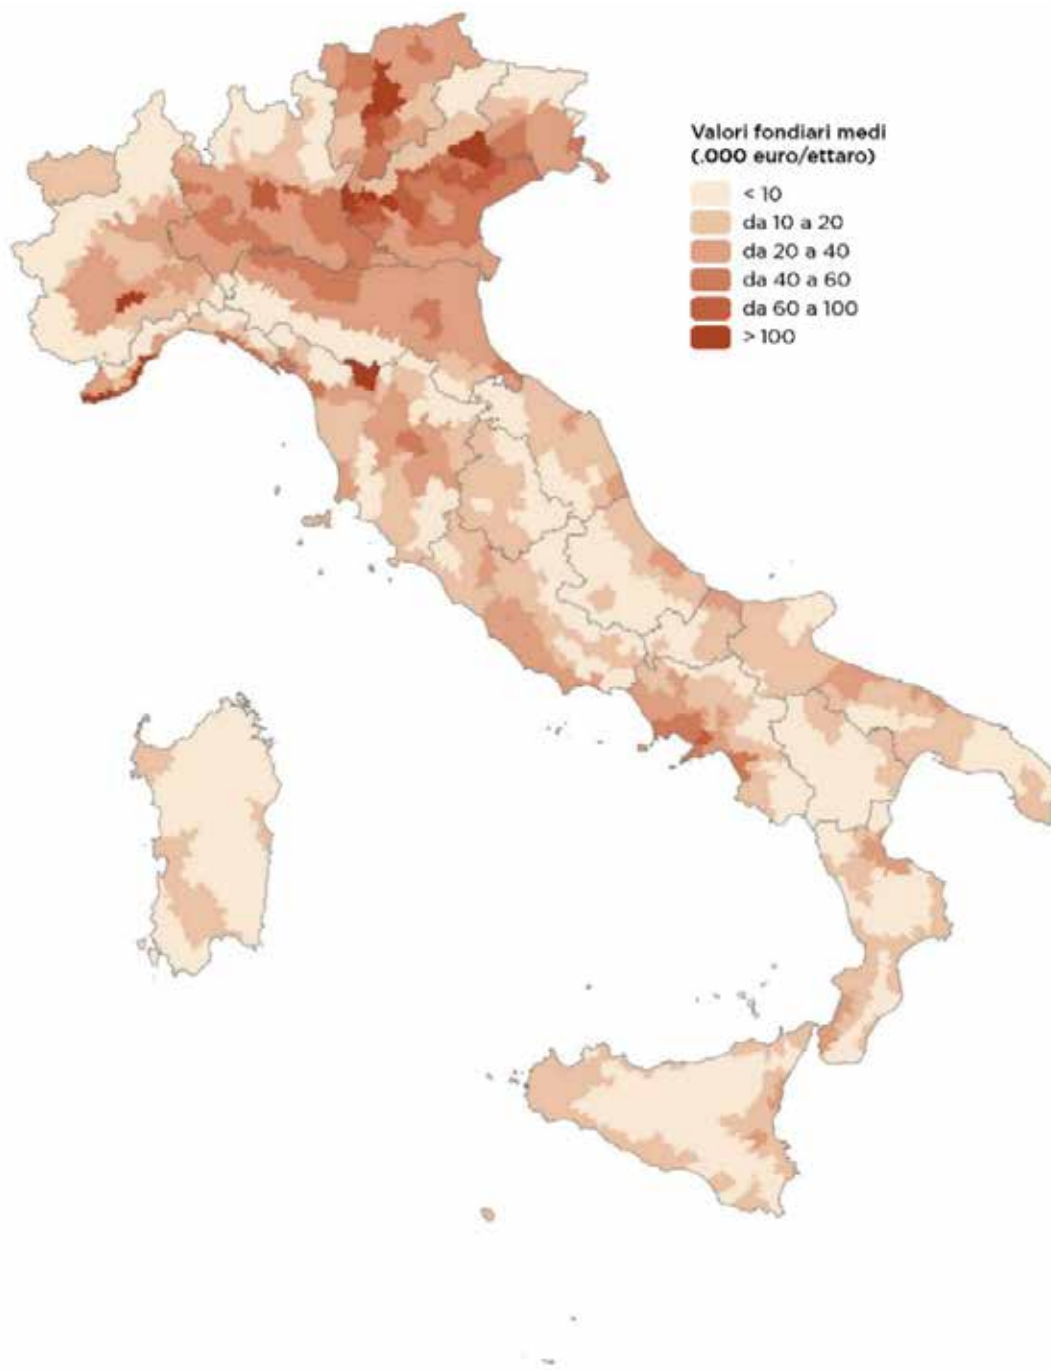 Valori fondiari medi
(.000 euro/ettaro)
< 10
da 10 a 20
da 20 a 40
da 40 a 60
da 60 a 100
> 100